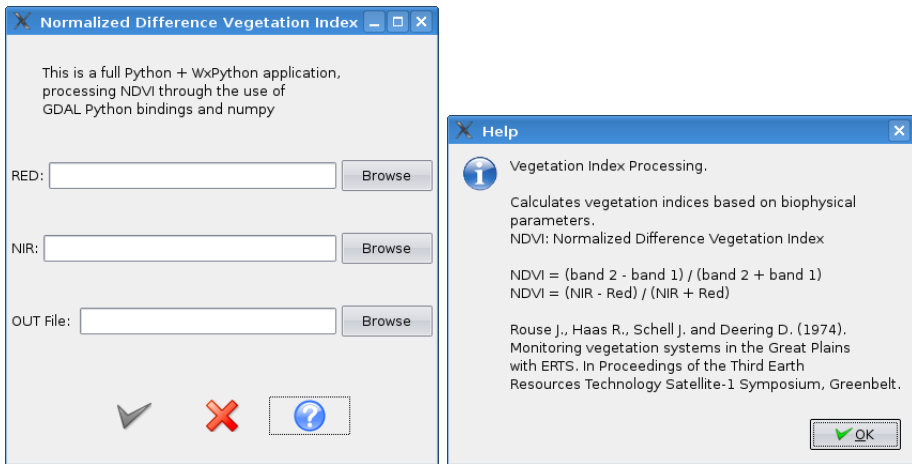 Normalized Difference Vegetation Index
This is a full Python + WxPython application,
processing NDVI through the use of
GDAL Python bindings and numpy
RED:
Browse
NIR:
Browse
OUT File:
Browse
Help
Vegetation Index Processing.
Calculates vegetation indices based on biophysical
parameters.
NDVI: Normalized Difference Vegetation Index
NDVI = (band 2 - band 1) / (band 2 + band 1)
NDVI = (NIR - Red) / (NIR + Red)
Rouse J., Haas R., Schell J. and Deering D. (1974).
Monitoring vegetation systems in the Great Plains
with ERTS. In Proceedings of the Third Earth
Resources Technology Satellite-1 Symposium, Greenbelt.
OK